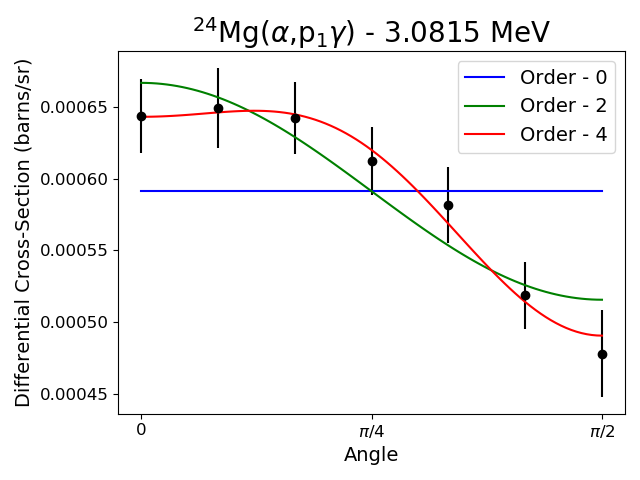 ²⁴Mg(α,p₁γ) - 3.0815 MeV
Order - 0
Order - 2
Order - 4
Differential Cross-Section (barns/sr)
0.00065
0.00060
0.00055
0.00050
0.00045
0 π/4 π/2
Angle